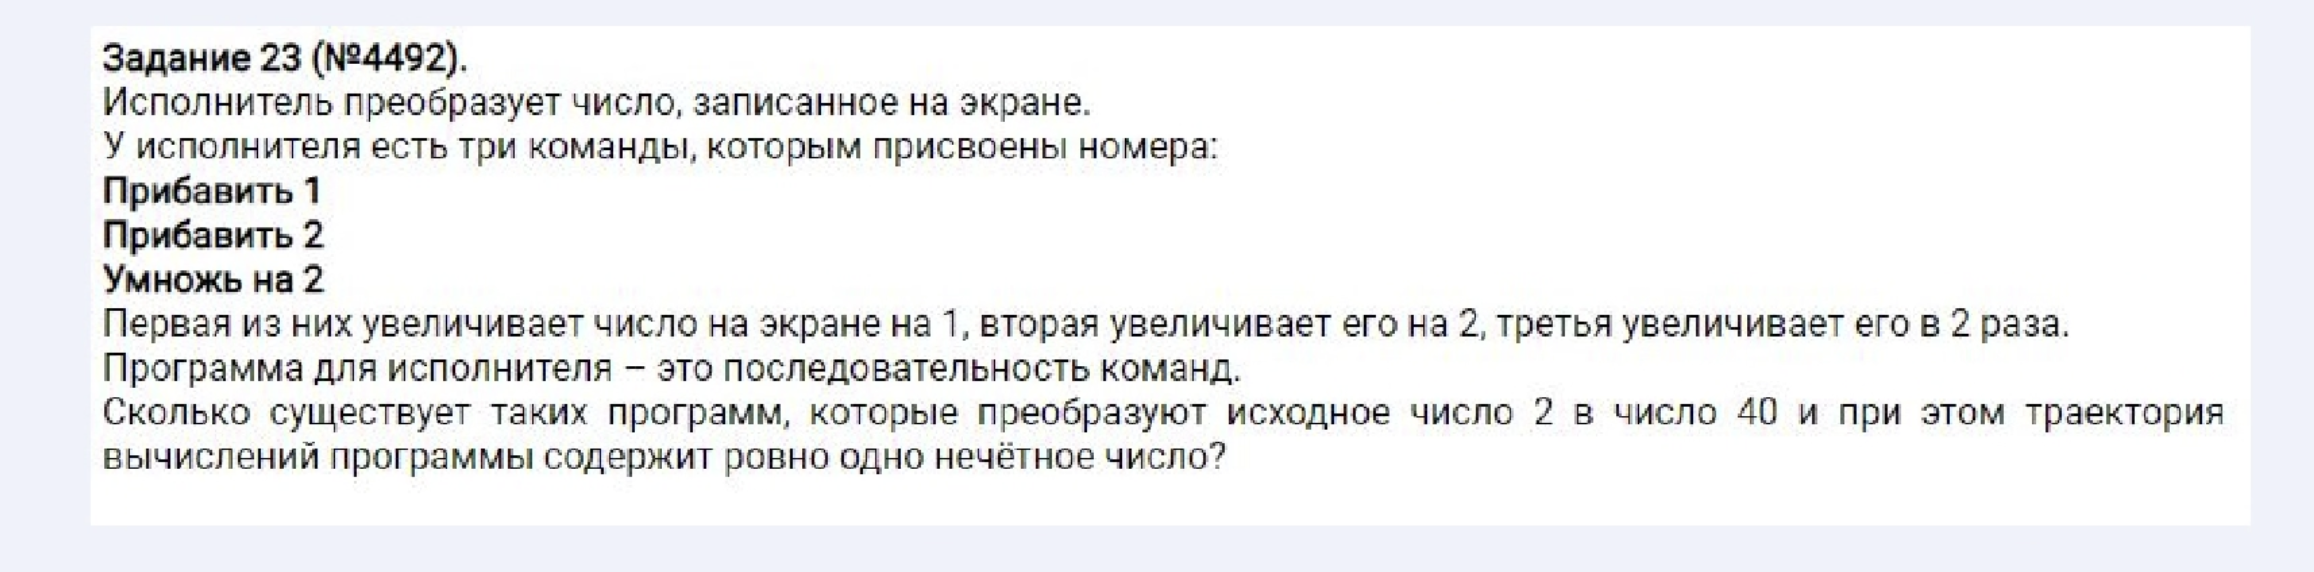 Задание 23 (№4492).
Исполнитель преобразует число, записанное на экране.
У исполнителя есть три команды, которым присвоены номера:
Прибавить 1
Прибавить 2
Умножь на 2
Первая из них увеличивает число на экране на 1, вторая увеличивает его на 2, третья увеличивает его в 2 раза.
Программа для исполнителя – это последовательность команд.
Сколько существует таких программ, которые преобразуют исходное число 2 в число 40 и при этом траектория
вычислений программы содержит ровно одно нечётное число?